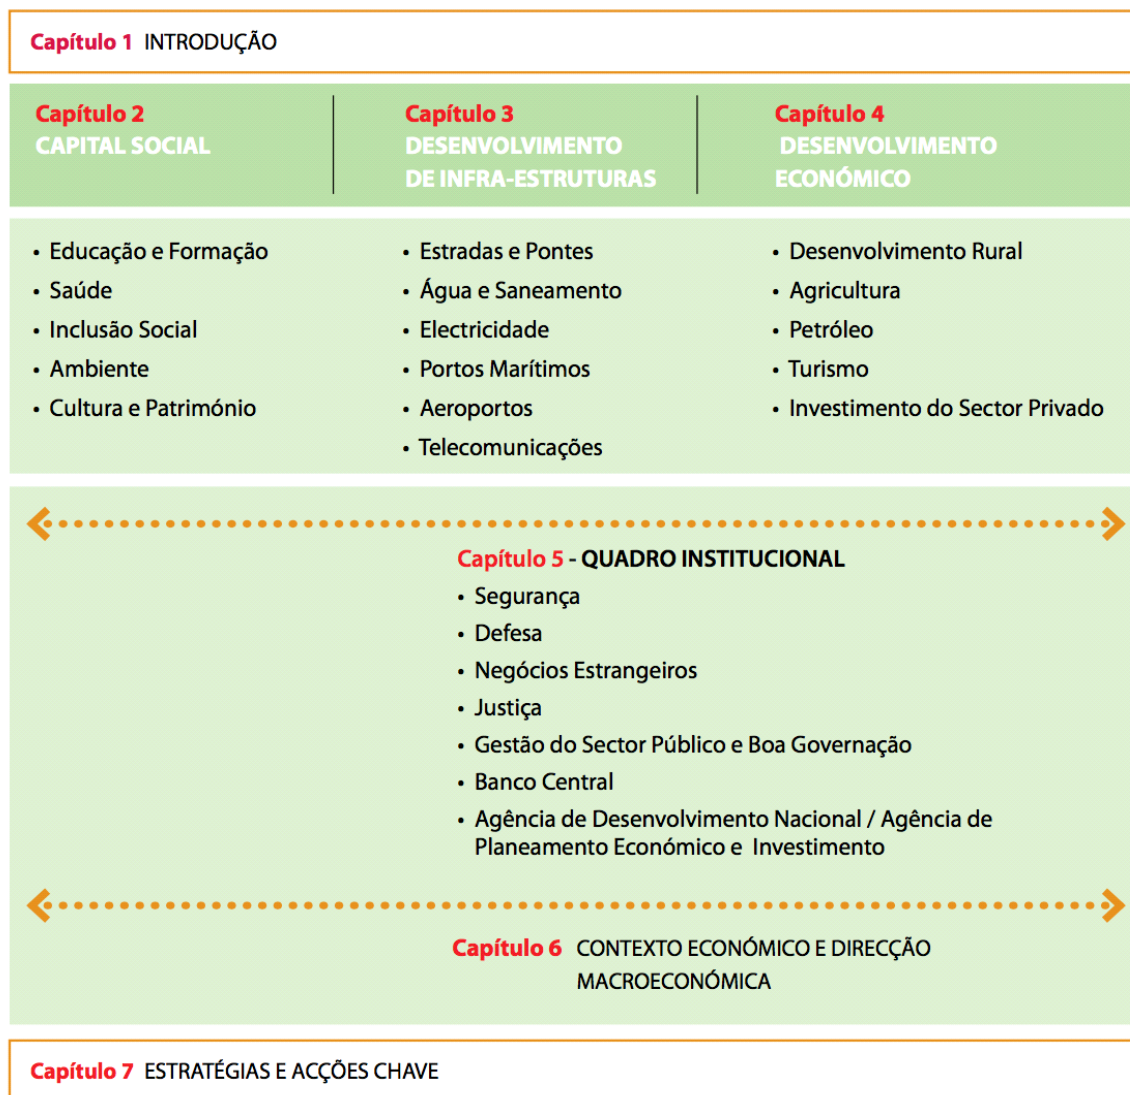 Capítulo 1 INTRODUÇÃO
Capítulo 2
CAPITAL SOCIAL
Capítulo 3
DESENVOLVIMENTO
DE INFRA-ESTRUTURAS
Capítulo 4
DESENVOLVIMENTO
ECONÓMICO
• Educação e Formação
• Saúde
• Inclusão Social
• Ambiente
• Cultura e Património
• Estradas e Pontes
• Água e Saneamento
• Electricidade
• Portos Marítimos
• Aeroportos
• Telecomunicações
• Desenvolvimento Rural
• Agricultura
• Petróleo
• Turismo
• Investimento do Sector Privado
Capítulo 5 - QUADRO INSTITUCIONAL
• Segurança
• Defesa
• Negócios Estrangeiros
• Justiça
• Gestão do Sector Público e Boa Governação
• Banco Central
• Agência de Desenvolvimento Nacional / Agência de
Planeamento Económico e Investimento
Capítulo 6 CONTEXTO ECONÓMICO E DIRECÇÃO
MACROECONÓMICA
Capítulo 7 ESTRATÉGIAS E ACÇÕES CHAVE